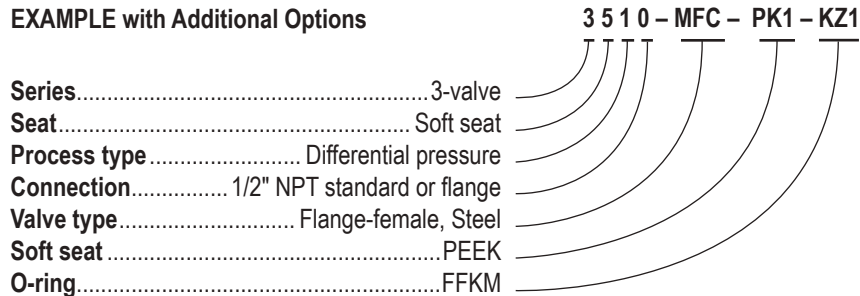 EXAMPLE with Additional Options 3 5 1 0 – MFC – PK1 – KZ1
Series.........................................................3-valve
Seat......................................................... Soft seat
Process type......................... Differential pressure
Connection................ 1/2" NPT standard or flange
Valve type............................. Flange-female, Steel
Soft seat ......................................................PEEK
O-ring...........................................................FFKM